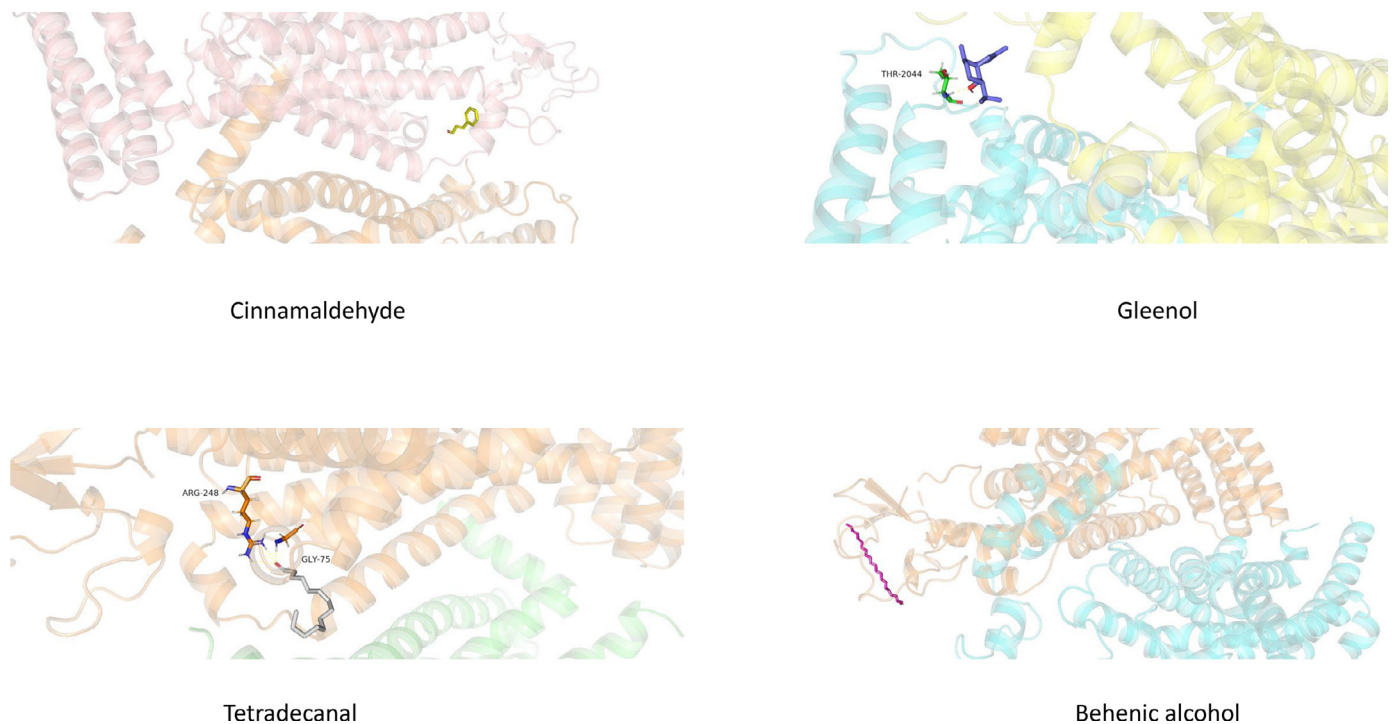 THR-2044
Cinnamaldehyde
Gleenol
ARG-248
GLY-75
Tetradecanal
Behenic alcohol